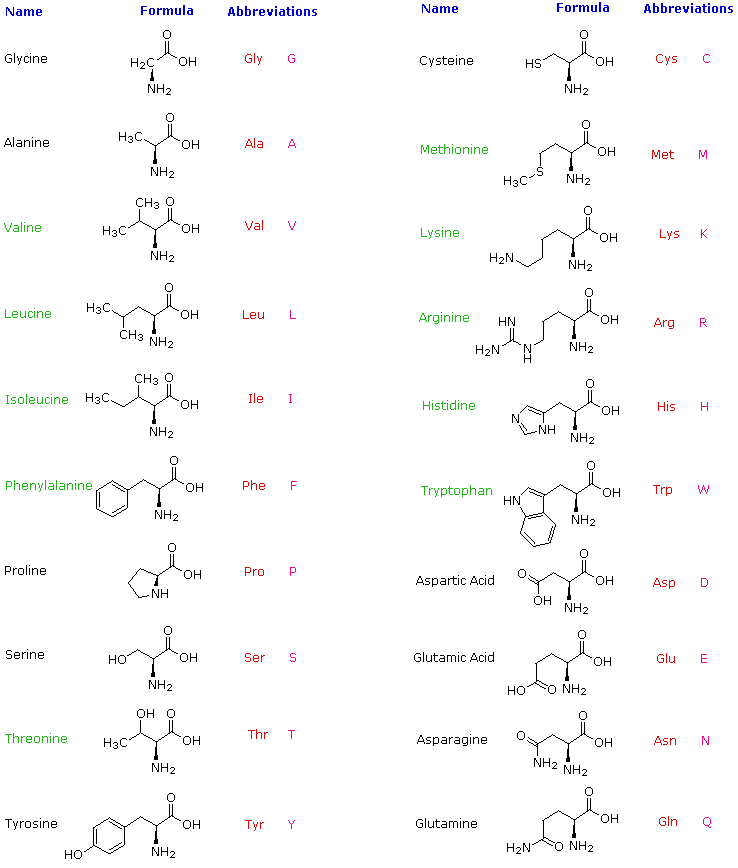 Name Formula Abbreviations
O
Glycine H₂C OH Gly G
NH₂
O
Alanine H₃C OH Ala A
NH₂
CH₃ O
Valine H₃C OH Val V
NH₂
O
Leucine H₃C OH Leu L
CH₃ NH₂
CH₃ O
Isoleucine H₃C OH Ile I
NH₂
O
Phenylalanine OH Phe F
NH₂
O
Proline OH Pro P
NH
O
Serine HO OH Ser S
NH₂
OH O
Threonine H₃C OH Thr T
NH₂
O
Tyrosine OH Tyr Y
HO NH₂
Name Formula Abbreviations
O
Cysteine HS OH Cys C
NH₂
O
Methionine OH Met M
S
H₃C NH₂
O
Lysine OH Lys K
H₂N NH₂
O
Arginine NH OH Arg R
H₂N N NH₂
H
O
Histidine OH His H
N NH NH₂
O
Tryptophan OH Trp W
HN NH₂
O
Aspartic Acid O OH Asp D
OH NH₂
O
Glutamic Acid OH Glu E
HO O NH₂
O
Asparagine O OH Asn N
NH₂ NH₂
O
Glutamine OH Gln Q
NH₂ O NH₂